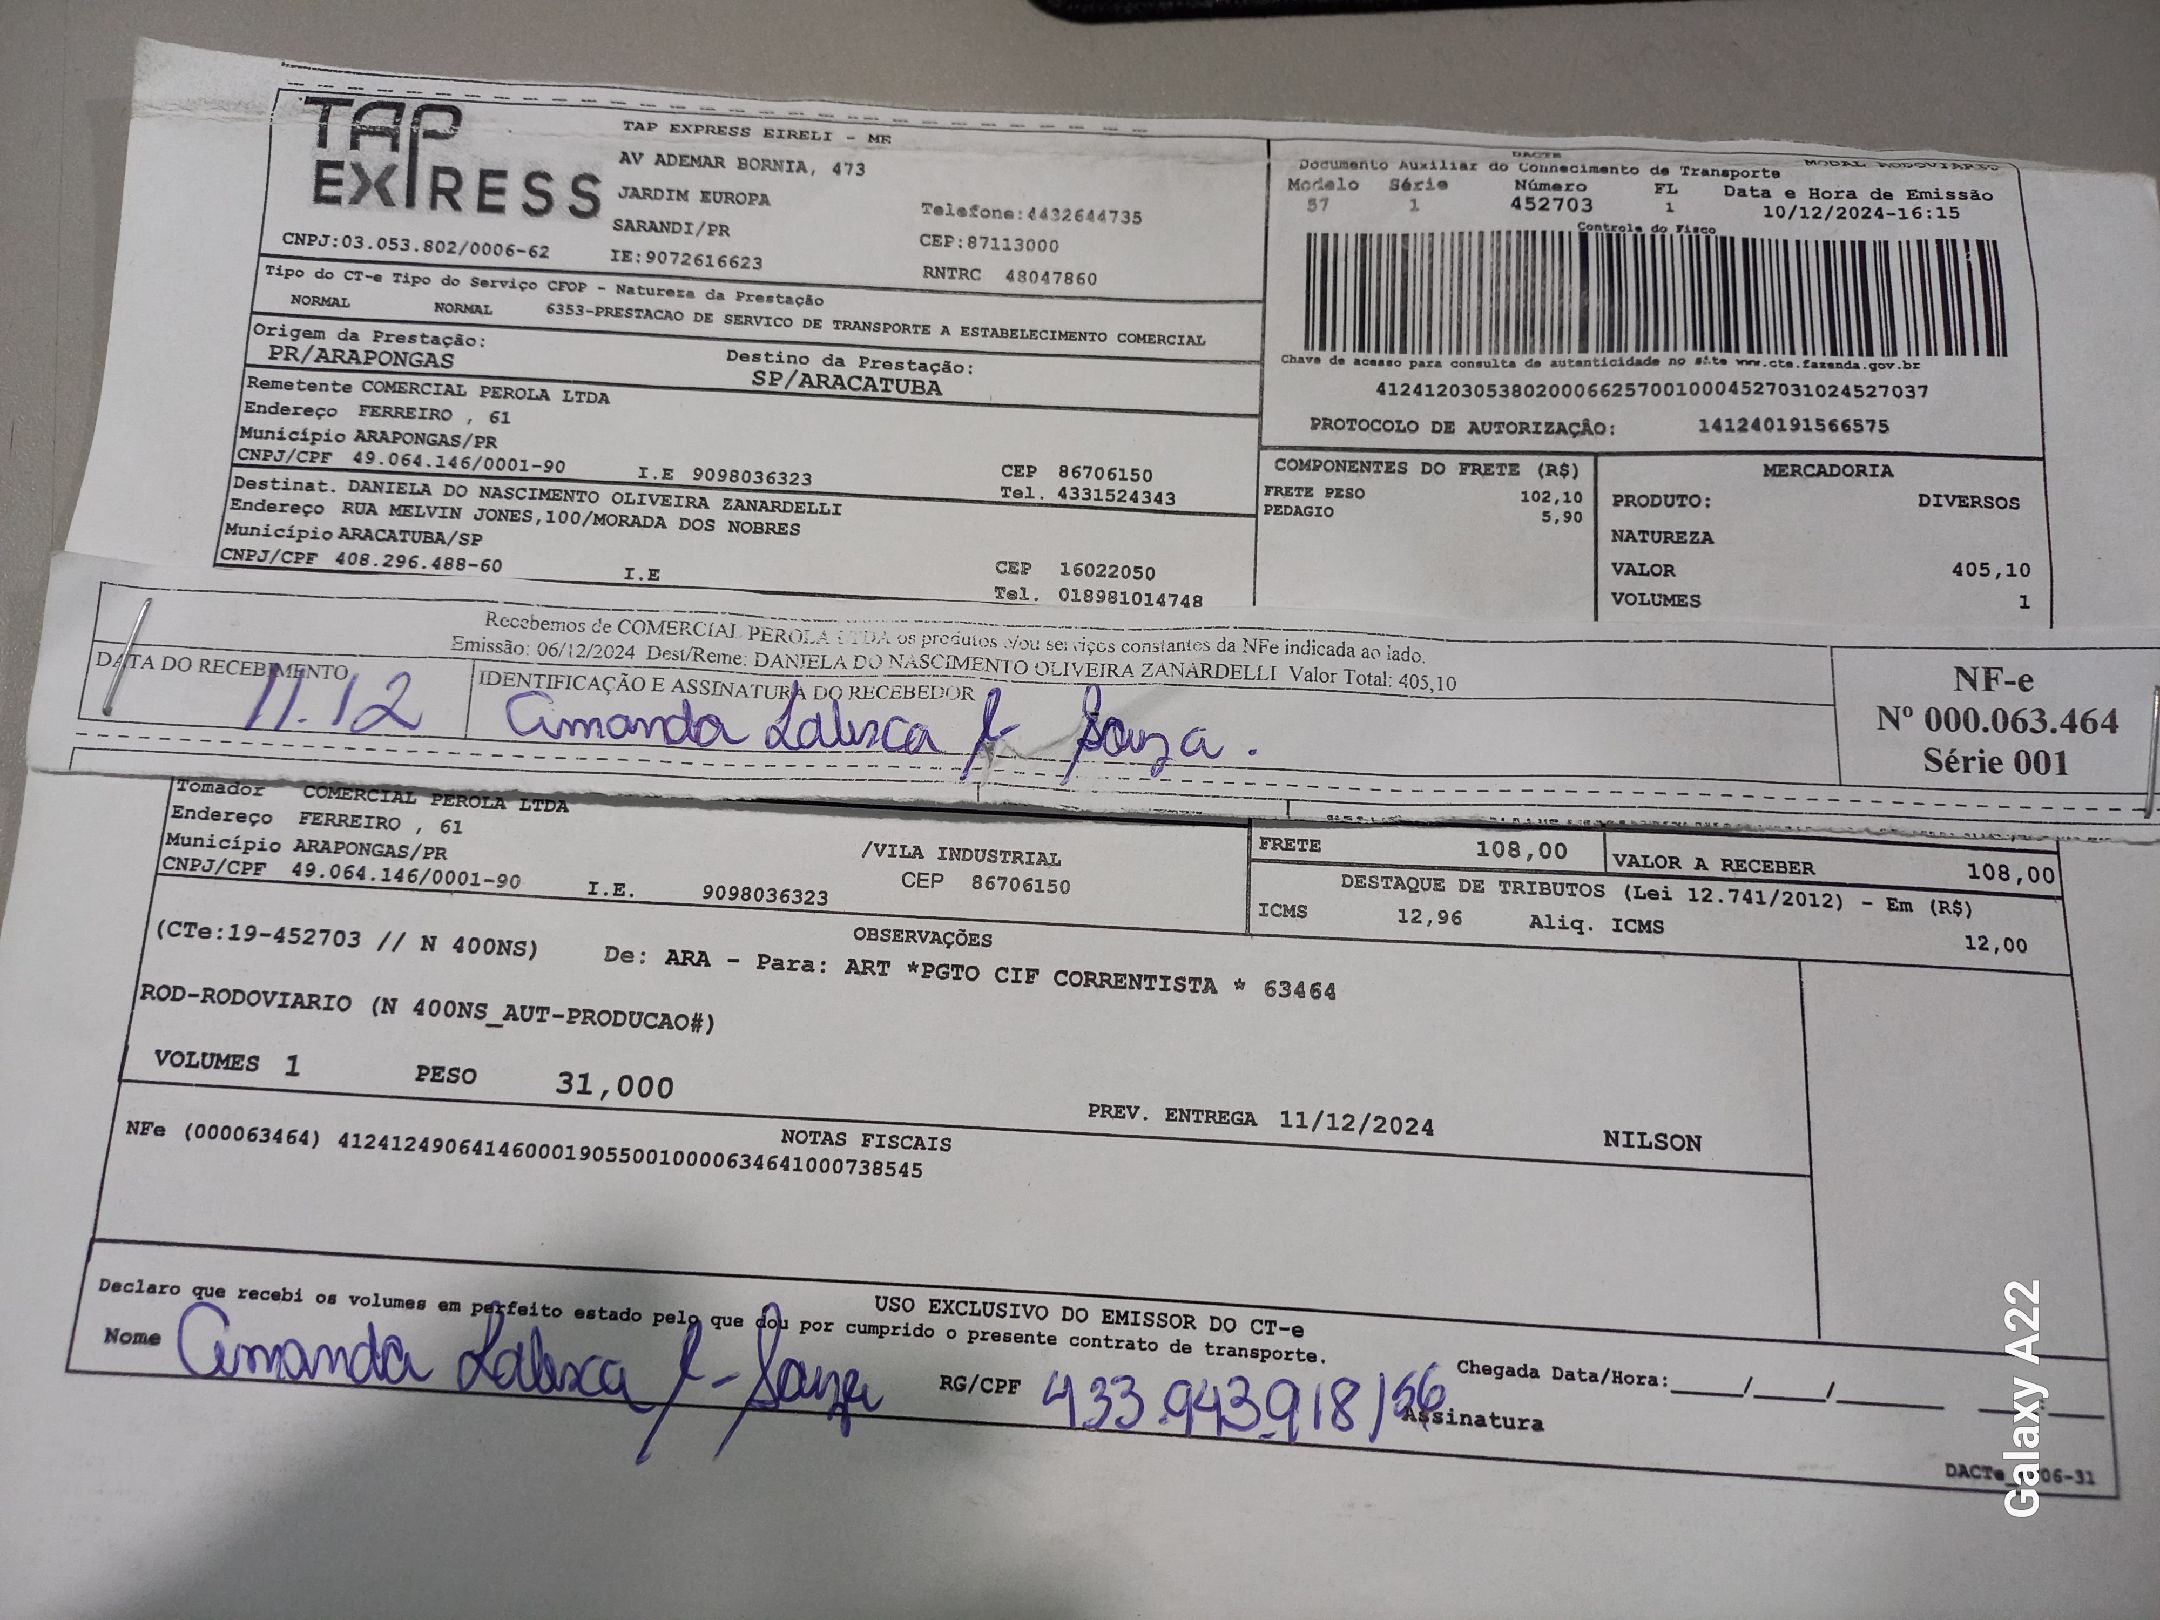 TAP EXPRESS
TAP EXPRESS EIRELI - ME
AV ADEMAR BORNIA, 473
JARDIM EUROPA
Telefone:4432644735
SARANDI/PR
CEP:87113000
CNPJ:03.053.802/0006-62
IE:9072616623
RNTRC 48047860
Tipo do CT-e Tipo do Serviço CFOP - Natureza da Prestação
NORMAL NORMAL 6353-PRESTACAO DE SERVICO DE TRANSPORTE A ESTABELECIMENTO COMERCIAL
Origem da Prestação:
PR/ARAPONGAS
Destino da Prestação:
SP/ARACATUBA
Remetente COMERCIAL PEROLA LTDA
Endereço FERREIRO , 61
Município ARAPONGAS/PR
CEP 86706150
CNPJ/CPF 49.064.146/0001-90 I.E 9098036323 Tel. 4331524343
Destinat. DANIELA DO NASCIMENTO OLIVEIRA ZANARDELLI
Endereço RUA MELVIN JONES,100/MORADA DOS NOBRES
Município ARACATUBA/SP
CEP 16022050
CNPJ/CPF 408.296.488-60 I.E Tel. 018981014748
DACTE MODAL RODOVIARIO
Documento Auxiliar do Conhecimento de Transporte
Modelo Série Número FL Data e Hora de Emissão
57 1 452703 1 10/12/2024-16:15
Controle do Fisco
Chave de acesso para consulta de autenticidade no site www.cte.fazenda.gov.br
41241203053802000662570010004527031024527037
PROTOCOLO DE AUTORIZAÇÃO: 141240191566575
COMPONENTES DO FRETE (R$)
FRETE PESO 102,10
PEDAGIO 5,90
MERCADORIA
PRODUTO: DIVERSOS
NATUREZA
VALOR 405,10
VOLUMES 1
Recebemos de COMERCIAL PEROLA LTDA os produtos e/ou serviços constantes da NFe indicada ao lado.
Emissão: 06/12/2024 Dest/Reme: DANIELA DO NASCIMENTO OLIVEIRA ZANARDELLI Valor Total: 405,10
DATA DO RECEBIMENTO
11.12
IDENTIFICAÇÃO E ASSINATURA DO RECEBEDOR
Amanda Souza.
NF-e
Nº 000.063.464
Série 001
Tomador COMERCIAL PEROLA LTDA
Endereço FERREIRO , 61
/VILA INDUSTRIAL
Município ARAPONGAS/PR
CEP 86706150
CNPJ/CPF 49.064.146/0001-90 I.E. 9098036323
FRETE 108,00
VALOR A RECEBER 108,00
DESTAQUE DE TRIBUTOS (Lei 12.741/2012) - Em (R$)
ICMS 12,96 Aliq. ICMS 12,00
OBSERVAÇÕES
(CTe:19-452703 // N 400NS) De: ARA - Para: ART *PGTO CIF CORRENTISTA * 63464
ROD-RODOVIARIO (N 400NS_AUT-PRODUCAO#)
VOLUMES 1 PESO 31,000
PREV. ENTREGA 11/12/2024 NILSON
NOTAS FISCAIS
NFe (000063464) 41241249064146000190550010000634641000738545
USO EXCLUSIVO DO EMISSOR DO CT-e
Declaro que recebi os volumes em perfeito estado pelo que dou por cumprido o presente contrato de transporte.
Nome Amanda Souza
RG/CPF 433.943.918/56
Chegada Data/Hora:____/____/______
Assinatura
Galaxy A22